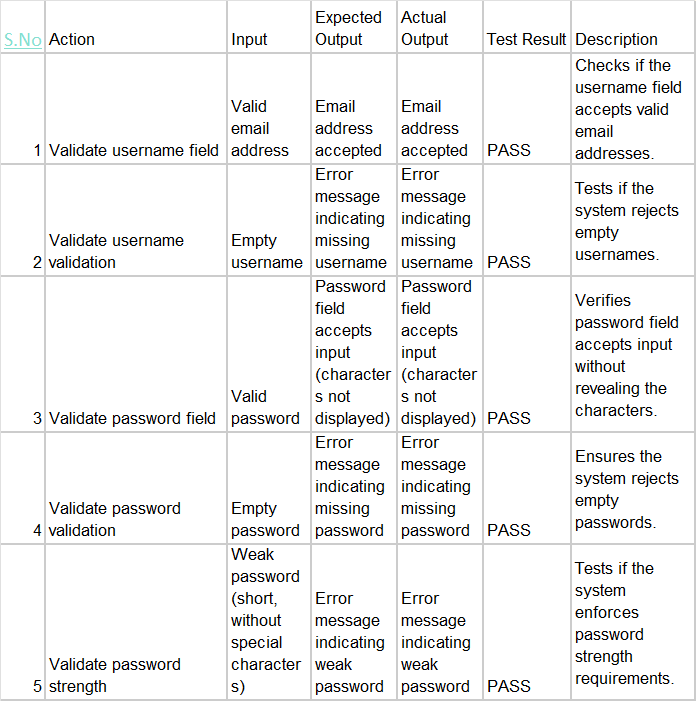 S.No Action Input Expected Output Actual Output Test Result Description
1 Validate username field Valid email address Email address accepted Email address accepted PASS Checks if the username field accepts valid email addresses.
2 Validate username validation Empty username Error message indicating missing username Error message indicating missing username PASS Tests if the system rejects empty usernames.
3 Validate password field Valid password Password field accepts input (characters not displayed) Password field accepts input (characters not displayed) PASS Verifies password field accepts input without revealing the characters.
4 Validate password validation Empty password Error message indicating missing password Error message indicating missing password PASS Ensures the system rejects empty passwords.
5 Validate password strength Weak password (short, without special characters) Error message indicating weak password Error message indicating weak password PASS Tests if the system enforces password strength requirements.